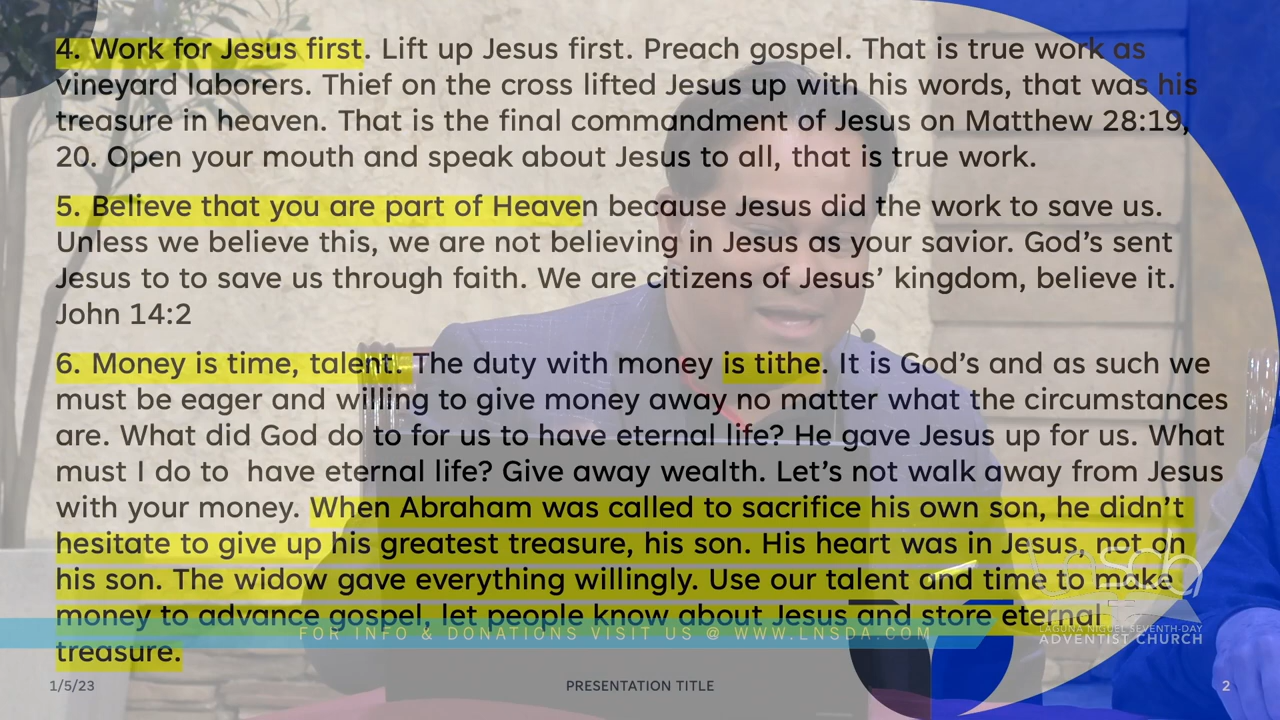 4. Work for Jesus first. Lift up Jesus first. Preach gospel. That is true work as
vineyard laborers. Thief on the cross lifted Jesus up with his words, that was his
treasure in heaven. That is the final commandment of Jesus on Matthew 28:19,
20. Open your mouth and speak about Jesus to all, that is true work.
5. Believe that you are part of Heaven because Jesus did the work to save us.
Unless we believe this, we are not believing in Jesus as your savior. God's sent
Jesus to to save us through faith. We are citizens of Jesus' kingdom, believe it.
John 14:2
6. Money is time, talent. The duty with money is tithe. It is God's and as such we
must be eager and willing to give money away no matter what the circumstances
are. What did God do to for us to have eternal life? He gave Jesus up for us. What
must I do to  have eternal life? Give away wealth. Let's not walk away from Jesus
with your money. When Abraham was called to sacrifice his own son, he didn't
hesitate to give up his greatest treasure, his son. His heart was in Jesus, not on
his son. The widow gave everything willingly. Use our talent and time to make
money to advance gospel, let people know about Jesus and store eternal
treasure.
FOR INFO & DONATIONS VISIT US @ WWW.LNSDA.COM
Lnsda
LAGUNA NIGUEL SEVENTH-DAY
ADVENTIST CHURCH
1/5/23
PRESENTATION TITLE
2